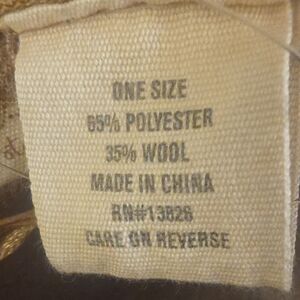 ONE SIZE
65% POLYESTER
35% WOOL
MADE IN CHINA
RN#13826
CARE ON REVERSE